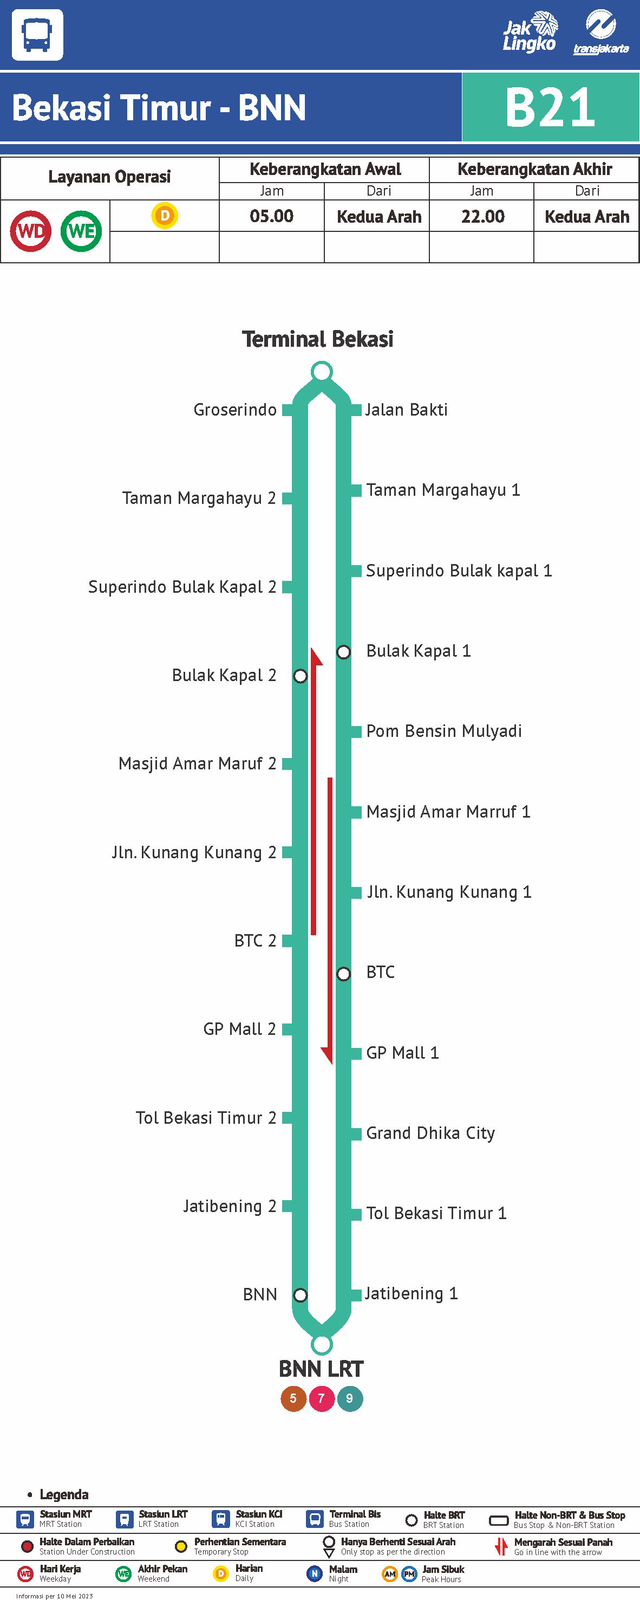 Jak
Lingko
transjakarta
Bekasi Timur - BNN
B21
Layanan Operasi
Keberangkatan Awal
Keberangkatan Akhir
Jam
Dari
Jam
Dari
WD
WE
D
05.00
Kedua Arah
22.00
Kedua Arah
Terminal Bekasi
Groserindo
Jalan Bakti
Taman Margahayu 2
Taman Margahayu 1
Superindo Bulak Kapal 2
Superindo Bulak kapal 1
Bulak Kapal 2
Bulak Kapal 1
Pom Bensin Mulyadi
Masjid Amar Maruf 2
Masjid Amar Marruf 1
Jln. Kunang Kunang 2
Jln. Kunang Kunang 1
BTC 2
BTC
GP Mall 2
GP Mall 1
Tol Bekasi Timur 2
Grand Dhika City
Jatibening 2
Tol Bekasi Timur 1
BNN
Jatibening 1
BNN LRT
5
7
9
• Legenda
Stasiun MRT
MRT Station
Stasiun LRT
LRT Station
Stasiun KCI
KCI Station
Terminal Bis
Bus Station
Halte BRT
BRT Station
Halte Non-BRT & Bus Stop
Bus Stop & Non-BRT Station
Halte Dalam Perbaikan
Station Under Construction
Perhentian Sementara
Temporary Stop
Hanya Berhenti Sesuai Arah
Only stop as per the direction
Mengarah Sesuai Panah
Go in line with the arrow
WD
Hari Kerja
Weekday
WE
Akhir Pekan
Weekend
D
Harian
Daily
N
Malam
Night
AM
PM
Jam Sibuk
Peak Hours
Informasi per 10 Mei 2023